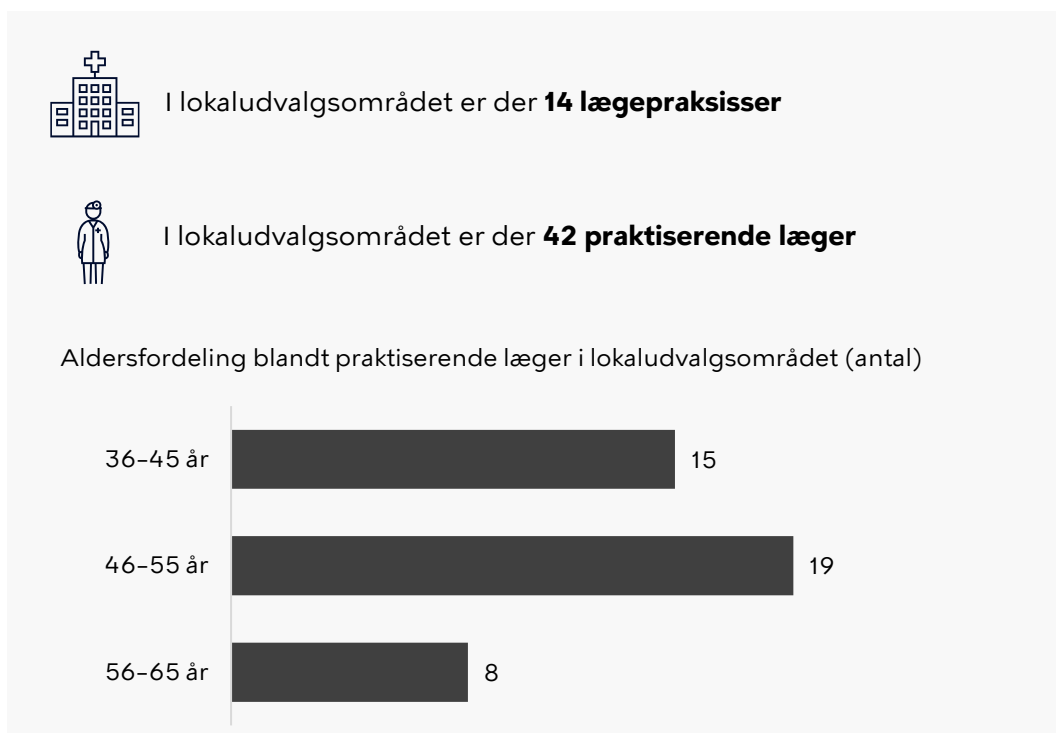 I lokaludvalgsområdet er der 14 lægepraksisser
I lokaludvalgsområdet er der 42 praktiserende læger
Aldersfordeling blandt praktiserende læger i lokaludvalgsområdet (antal)
36-45 år 15
46-55 år 19
56-65 år 8